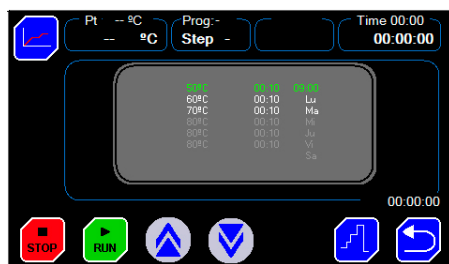 Pt -- ºC Prog:- Time 00:00
-- ºC Step - 00:00:00
50ºC 00:10 09:00
60ºC 00:10 Lu
70ºC 00:10 Ma
80ºC 00:10 Mi
80ºC 00:10 Ju
80ºC 00:10 Vi
Sa
00:00:00
STOP RUN